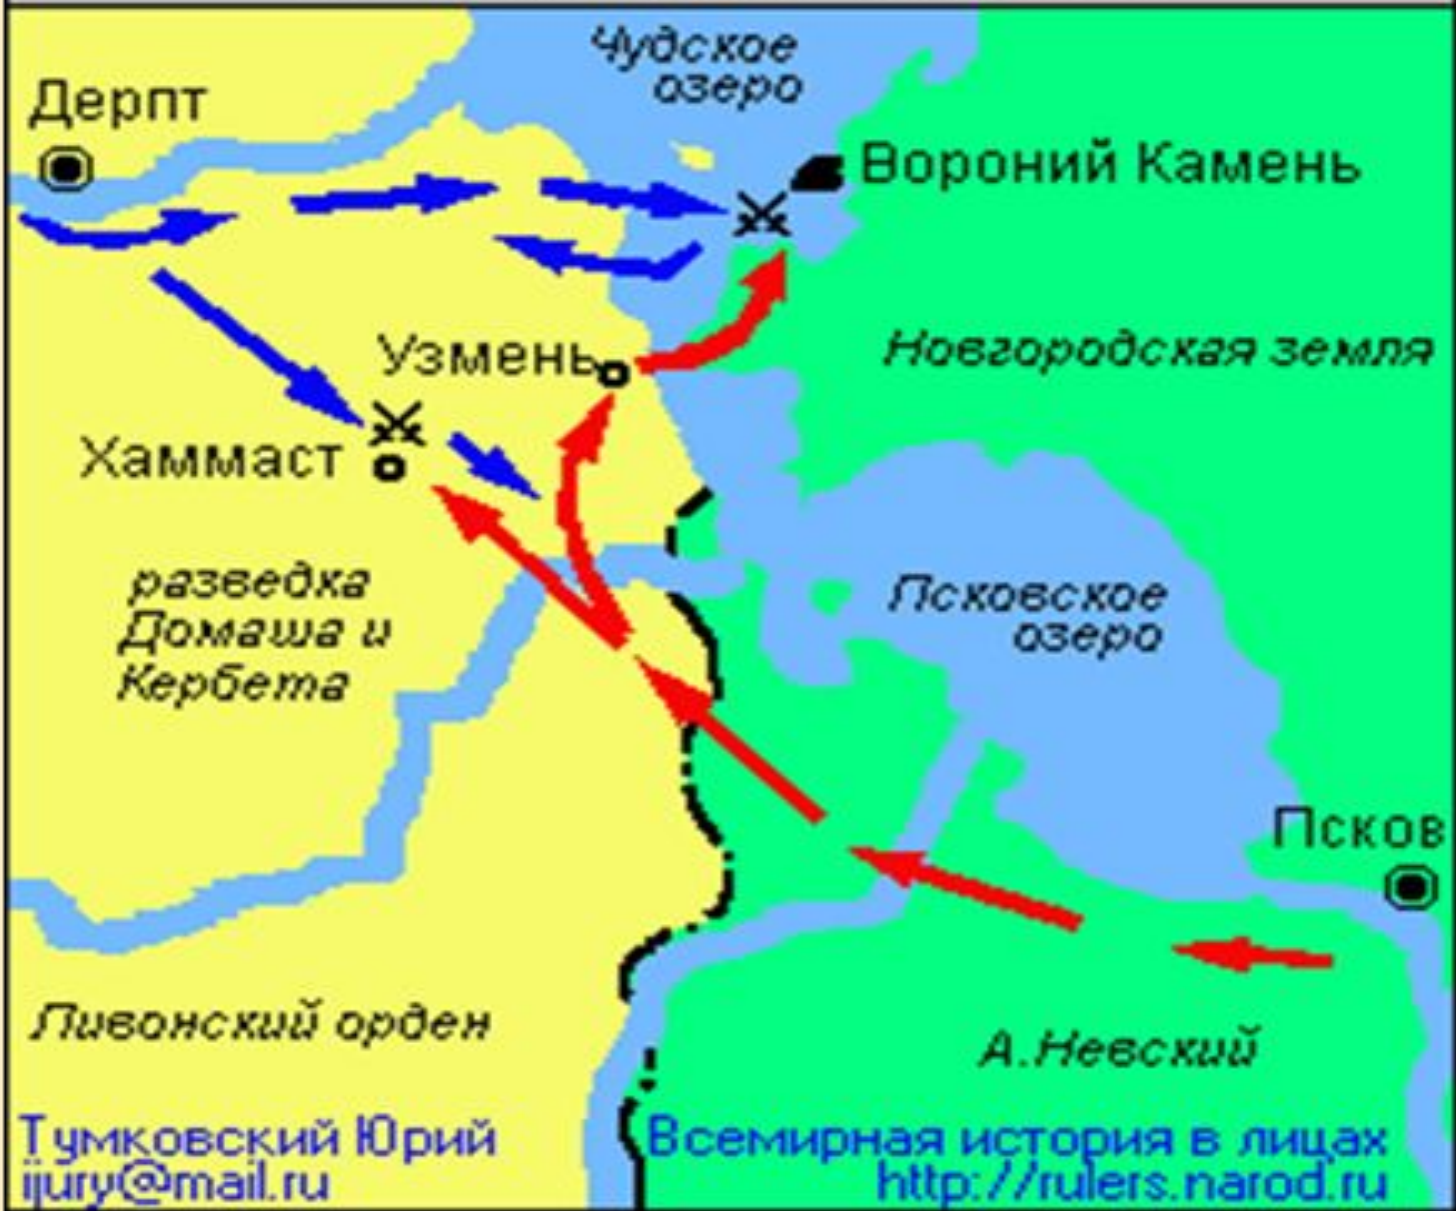 Чудское
озеро
Дерпт
Вороний Камень
Узмень
Новгородская земля
Хаммаст
разведка
Домаша и
Кербета
Псковское
озеро
Псков
Ливонский орден
А.Невский
Тумковский Юрий
ijury@mail.ru
Всемирная история в лицах
http://rulers.narod.ru